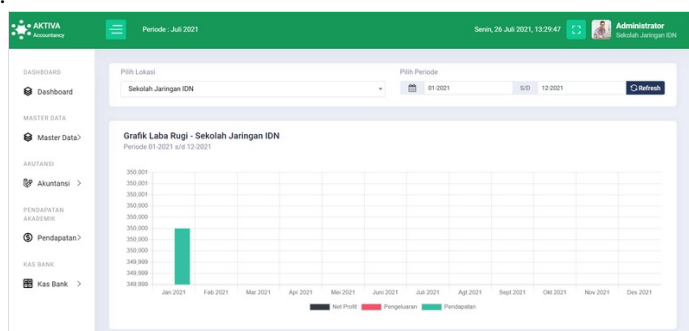 AKTIVA
Accountancy
Periode : Juli 2021
Senin, 26 Juli 2021, 13:29:47
Administrator
Sekolah Jaringan IDN
DASHBOARD
Dashboard
MASTER DATA
Master Data>
AKUTANSI
Akuntansi >
PENDAPATAN
AKADEMIK
Pendapatan>
KAS BANK
Kas Bank >
Pilih Lokasi
Sekolah Jaringan IDN
Pilih Periode
01-2021 S/D 12-2021 Refresh
Grafik Laba Rugi - Sekolah Jaringan IDN
Periode 01-2021 s/d 12-2021
350,001
350,001
350,001
350,000
350,000
350,000
350,000
350,000
349,999
349,999
349,999
Jan 2021 Feb 2021 Mar 2021 Apr 2021 Mei 2021 Juni 2021 Juli 2021 Agt 2021 Sept 2021 Okt 2021 Nov 2021 Des 2021
Net Profit Pengeluaran Pendapatan